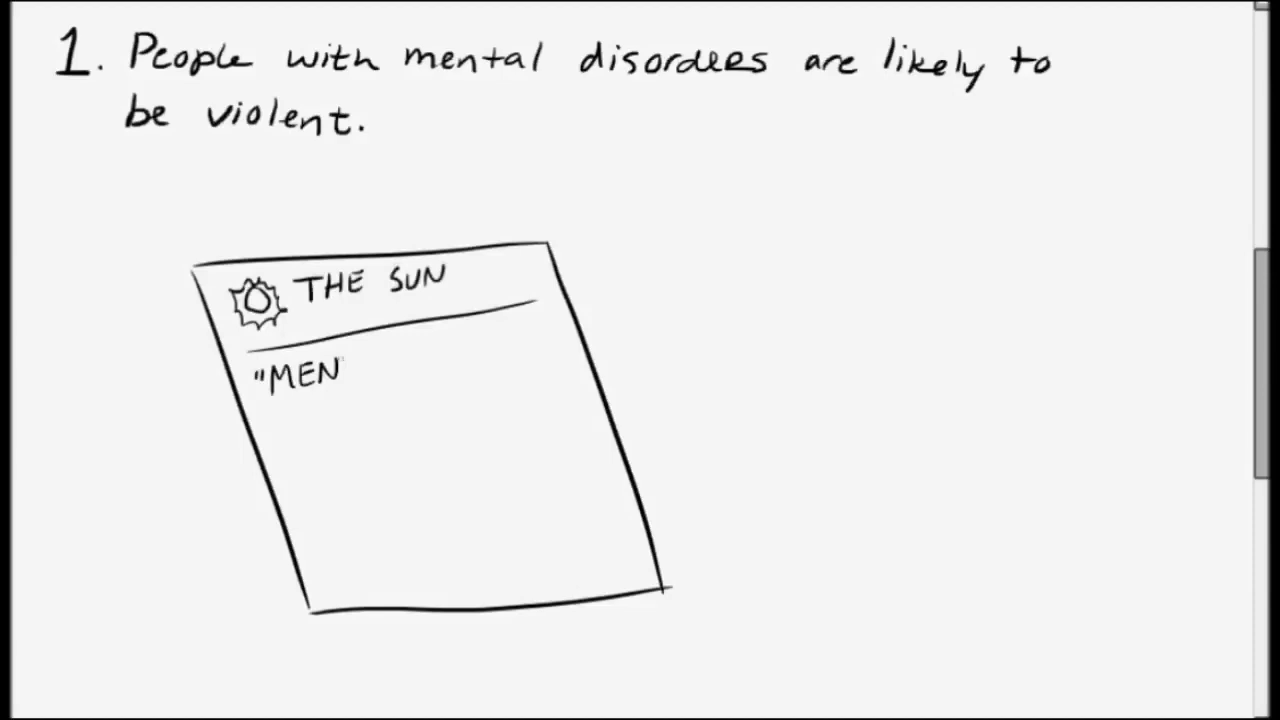 1. People with mental disorders are likely to
be violent.
THE SUN
"MEN